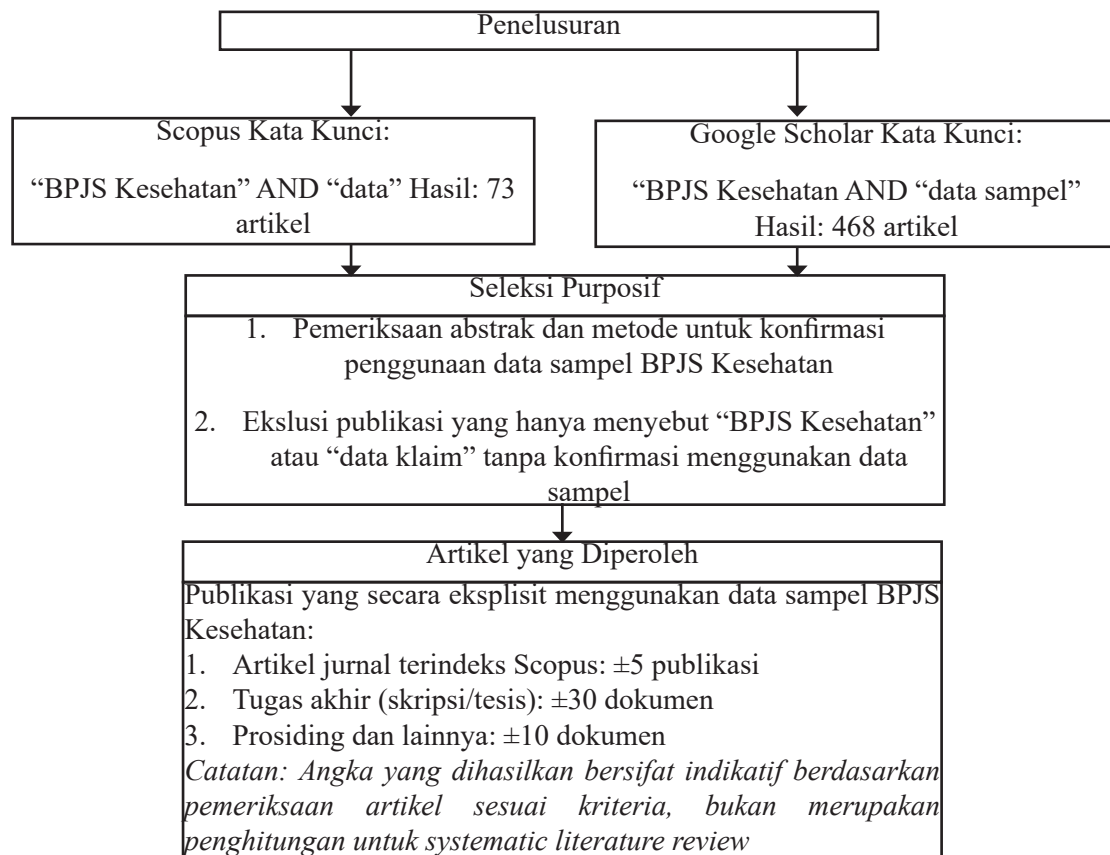 Penelusuran
Scopus Kata Kunci:
“BPJS Kesehatan” AND “data” Hasil: 73
artikel
Google Scholar Kata Kunci:
“BPJS Kesehatan AND “data sampel”
Hasil: 468 artikel
Seleksi Purposif
1. Pemeriksaan abstrak dan metode untuk konfirmasi
penggunaan data sampel BPJS Kesehatan
2. Ekslusi publikasi yang hanya menyebut “BPJS Kesehatan”
atau “data klaim” tanpa konfirmasi menggunakan data
sampel
Artikel yang Diperoleh
Publikasi yang secara eksplisit menggunakan data sampel BPJS
Kesehatan:
1. Artikel jurnal terindeks Scopus: ±5 publikasi
2. Tugas akhir (skripsi/tesis): ±30 dokumen
3. Prosiding dan lainnya: ±10 dokumen
Catatan: Angka yang dihasilkan bersifat indikatif berdasarkan
pemeriksaan artikel sesuai kriteria, bukan merupakan
penghitungan untuk systematic literature review